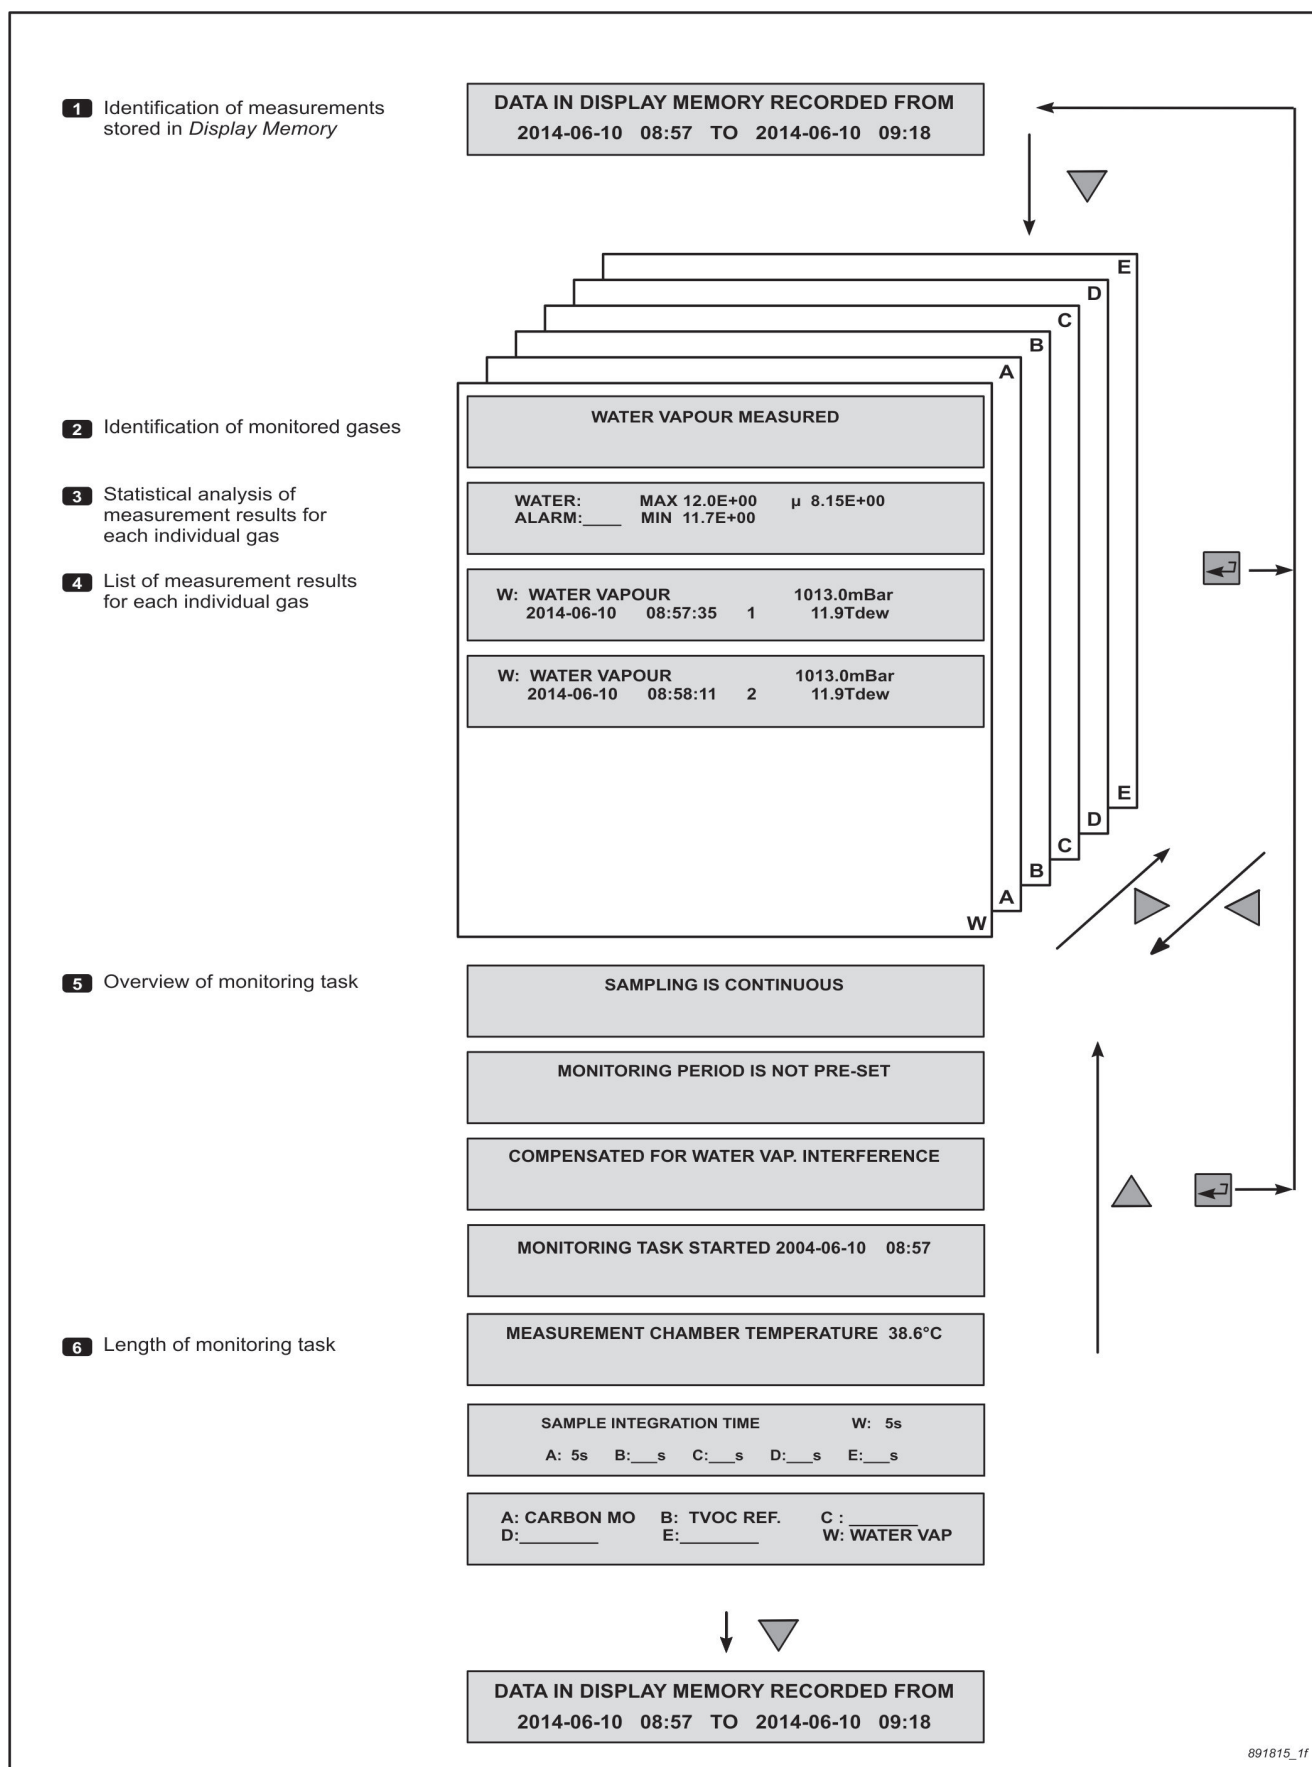 1 Identification of measurements
stored in Display Memory
DATA IN DISPLAY MEMORY RECORDED FROM
2014-06-10 08:57 TO 2014-06-10 09:18
E
D
C
B
A
2 Identification of monitored gases
WATER VAPOUR MEASURED
3 Statistical analysis of
measurement results for
each individual gas
WATER: MAX 12.0E+00 µ 8.15E+00
ALARM:____ MIN 11.7E+00
4 List of measurement results
for each individual gas
W: WATER VAPOUR 1013.0mBar
2014-06-10 08:57:35 1 11.9Tdew
W: WATER VAPOUR 1013.0mBar
2014-06-10 08:58:11 2 11.9Tdew
E
D
C
B
A
W
5 Overview of monitoring task
SAMPLING IS CONTINUOUS
MONITORING PERIOD IS NOT PRE-SET
COMPENSATED FOR WATER VAP. INTERFERENCE
MONITORING TASK STARTED 2004-06-10 08:57
6 Length of monitoring task
MEASUREMENT CHAMBER TEMPERATURE 38.6°C
SAMPLE INTEGRATION TIME W: 5s
A: 5s B:___s C:___s D:___s E:___s
A: CARBON MO B: TVOC REF. C : _______
D:________ E:________ W: WATER VAP
DATA IN DISPLAY MEMORY RECORDED FROM
2014-06-10 08:57 TO 2014-06-10 09:18
891815_1f